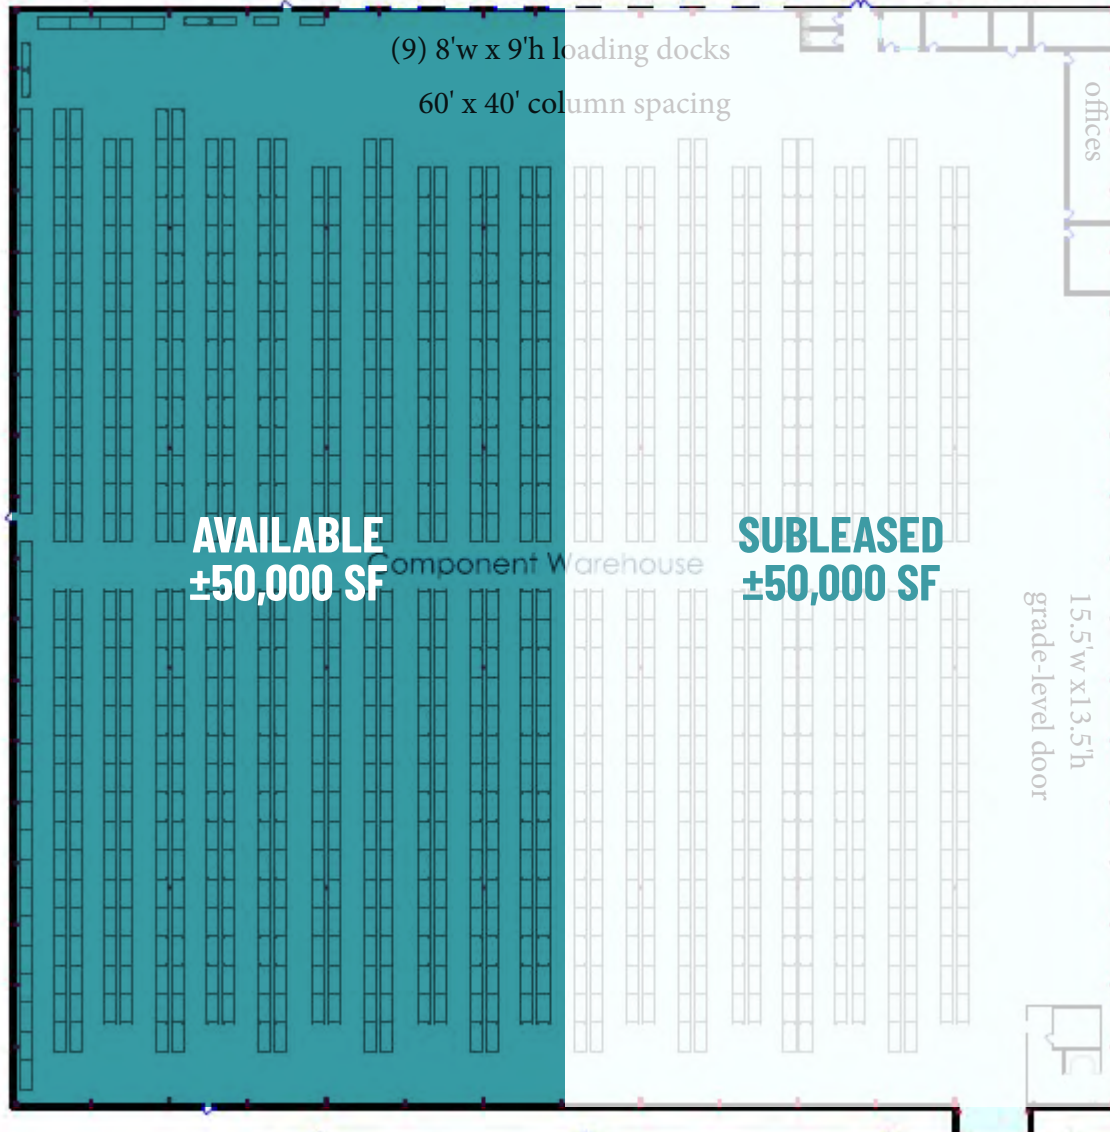 (9) 8'w x 9'h loading docks
60' x 40' column spacing
offices
AVAILABLE
±50,000 SF
Component Warehouse
SUBLEASED
±50,000 SF
15.5'w x13.5'h
grade-level door